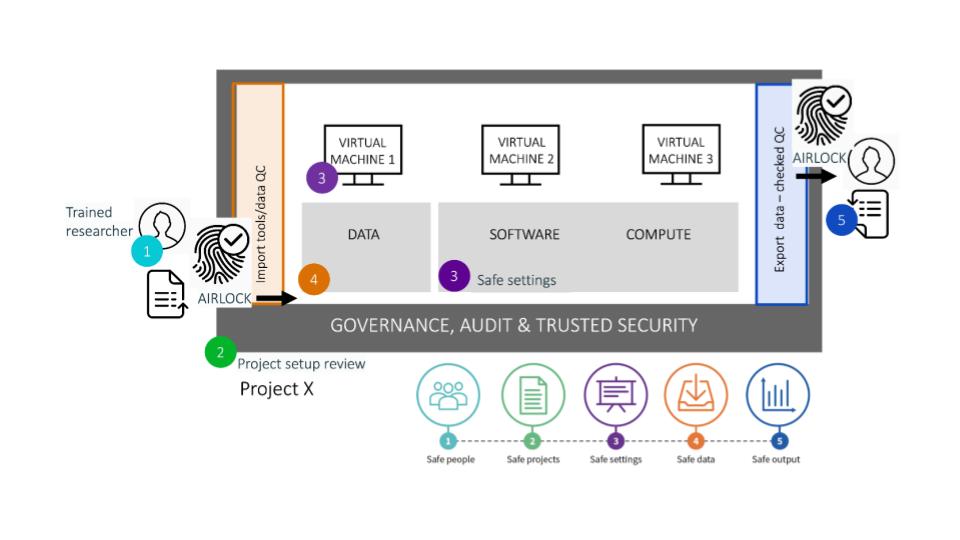 VIRTUAL
MACHINE 1
VIRTUAL
MACHINE 2
VIRTUAL
MACHINE 3
3
Import tools/data QC
Export data – checked QC
AIRLOCK
5
Trained
researcher
1
AIRLOCK
DATA
SOFTWARE
COMPUTE
4
3
Safe settings
GOVERNANCE, AUDIT & TRUSTED SECURITY
2
Project setup review
Project X
1
2
3
4
5
Safe people
Safe projects
Safe settings
Safe data
Safe output